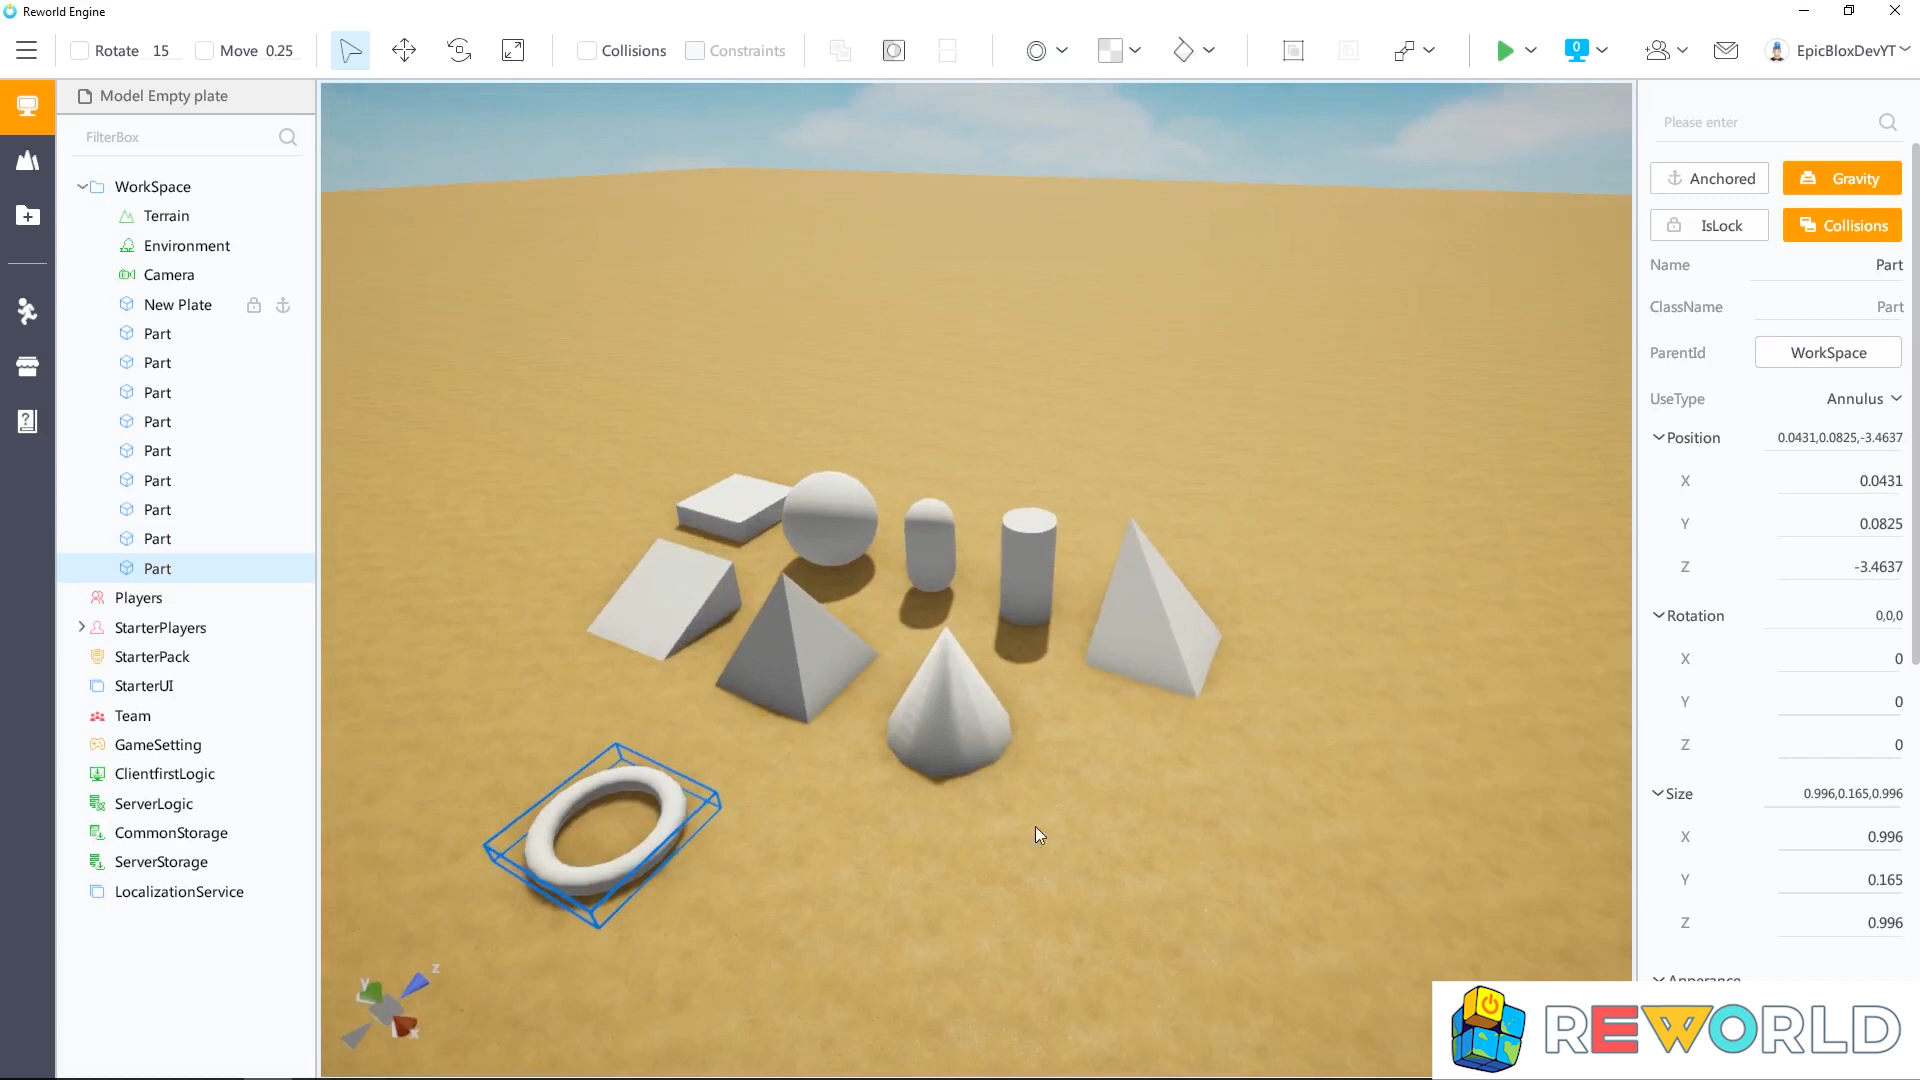 Reworld Engine
Rotate 15 Move 0.25 Collisions Constraints 0 EpicBloxDevYT
Model Empty plate
FilterBox
WorkSpace
Terrain
Environment
Camera
New Plate
Part
Part
Part
Part
Part
Part
Part
Part
Part
Players
StarterPlayers
StarterPack
StarterUI
Team
GameSetting
ClientfirstLogic
ServerLogic
CommonStorage
ServerStorage
LocalizationService
y z x
Please enter
Anchored Gravity
IsLock Collisions
Name Part
ClassName Part
ParentId WorkSpace
UseType Annulus
Position 0.0431,0.0825,-3.4637
X 0.0431
Y 0.0825
Z -3.4637
Rotation 0,0,0
X 0
Y 0
Z 0
Size 0.996,0.165,0.996
X 0.996
Y 0.165
Z 0.996
Apperance
REWORLD